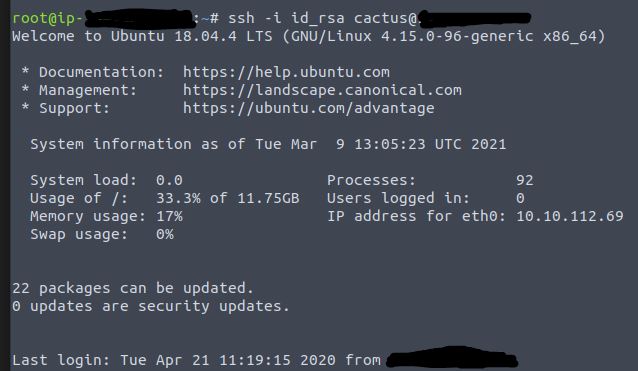 root@ip-:~# ssh -i id_rsa cactus@
Welcome to Ubuntu 18.04.4 LTS (GNU/Linux 4.15.0-96-generic x86_64)
* Documentation: https://help.ubuntu.com
* Management: https://landscape.canonical.com
* Support: https://ubuntu.com/advantage
System information as of Tue Mar 9 13:05:23 UTC 2021
System load: 0.0 Processes: 92
Usage of /: 33.3% of 11.75GB Users logged in: 0
Memory usage: 17% IP address for eth0: 10.10.112.69
Swap usage: 0%
22 packages can be updated.
0 updates are security updates.
Last login: Tue Apr 21 11:19:15 2020 from